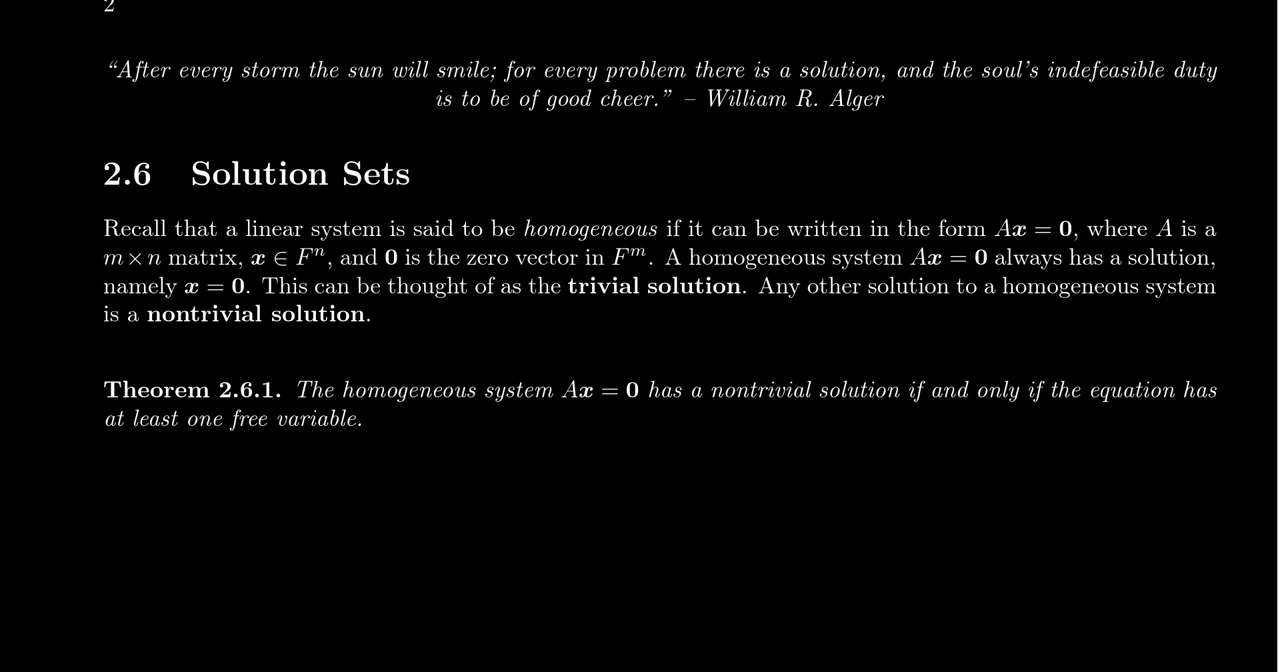 2
“After every storm the sun will smile; for every problem there is a solution, and the soul’s indefeasible duty
is to be of good cheer.” – William R. Alger
2.6 Solution Sets
Recall that a linear system is said to be homogeneous if it can be written in the form Ax = 0, where A is a
m × n matrix, x ∈ Fⁿ, and 0 is the zero vector in Fᵐ. A homogeneous system Ax = 0 always has a solution,
namely x = 0. This can be thought of as the trivial solution. Any other solution to a homogeneous system
is a nontrivial solution.
Theorem 2.6.1. The homogeneous system Ax = 0 has a nontrivial solution if and only if the equation has
at least one free variable.